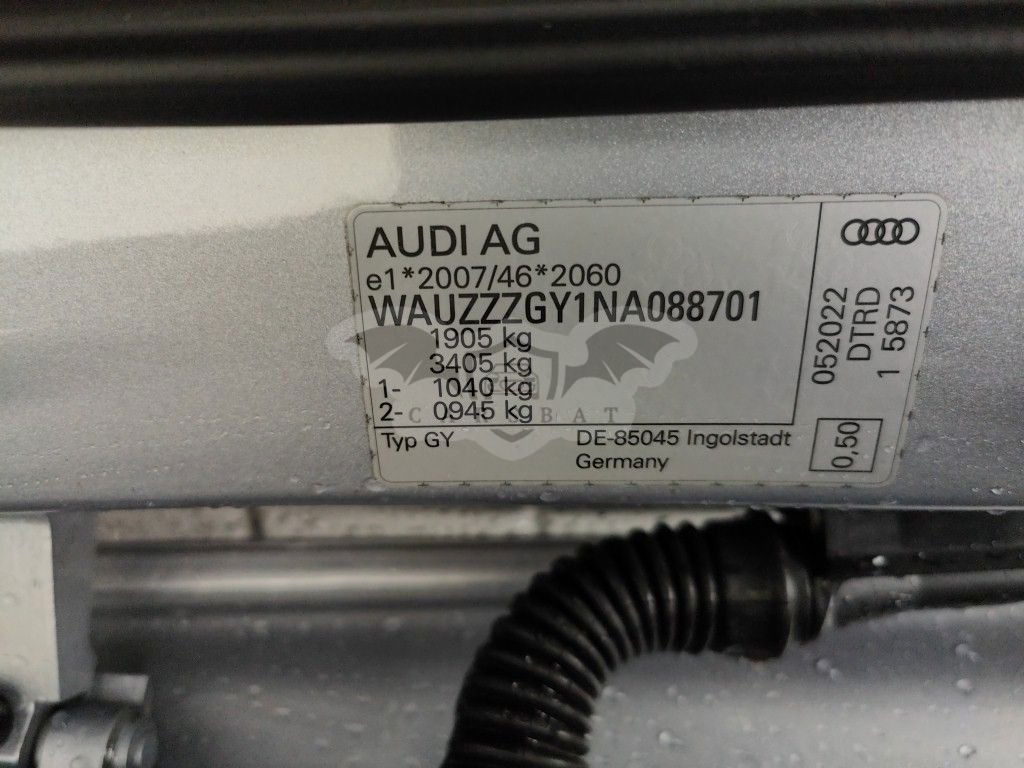 AUDI AG
e1*2007/46*2060
WAUZZZGY1NA088701
1905 kg
3405 kg
1- 1040 kg
2- 0945 kg
Typ GY
DE-85045 Ingolstadt
Germany
052022
DTRD
1 5873
0,50
CARSBAT